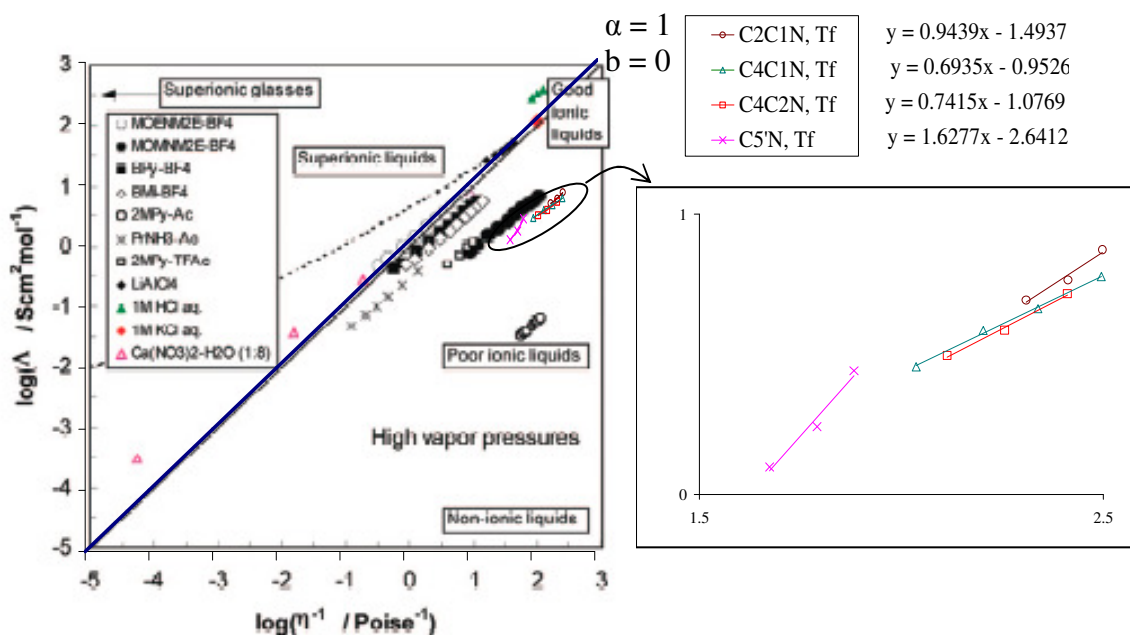 α = 1
b = 0
C2C1N, Tf y = 0.9439x - 1.4937
C4C1N, Tf y = 0.6935x - 0.9526
C4C2N, Tf y = 0.7415x - 1.0769
C5'N, Tf y = 1.6277x - 2.6412
3
2
1
0
-1
-2
-3
-4
-5
log(Λ / Scm²mol⁻¹)
Superionic glasses
Good
ionic
liquids
Superionic liquids
MOENM2E-BF4
MOMNM2E-BF4
BPy-BF4
BMI-BF4
2MPy-Ac
PrNH3-Ac
2MPy-TFAc
LiAlCl4
1M HCl aq.
1M KCl aq.
Ca(NO3)2-H2O (1:8)
Poor ionic liquids
High vapor pressures
Non-ionic liquids
-5 -4 -3 -2 -1 0 1 2 3
log(η⁻¹ / Poise⁻¹)
1
0
1.5 2.5